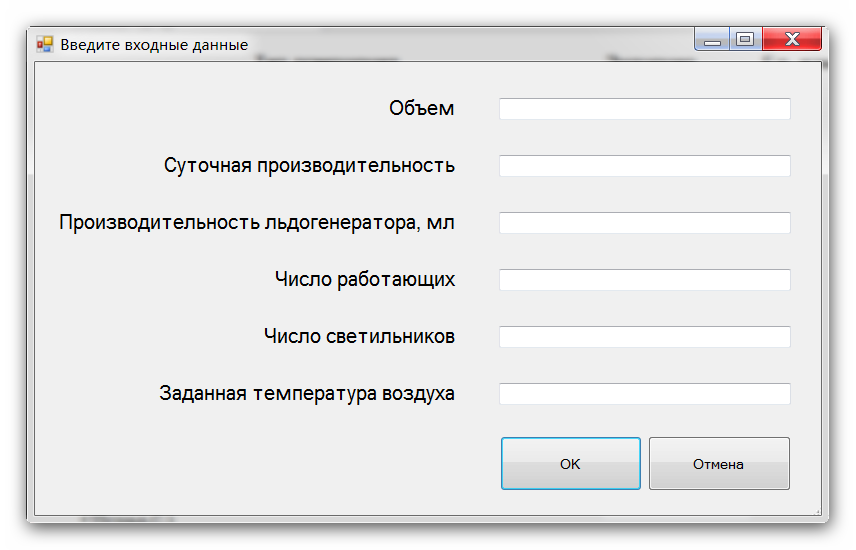 Введите входные данные
Объем
Суточная производительность
Производительность льдогенератора, мл
Число работающих
Число светильников
Заданная температура воздуха
OK
Отмена